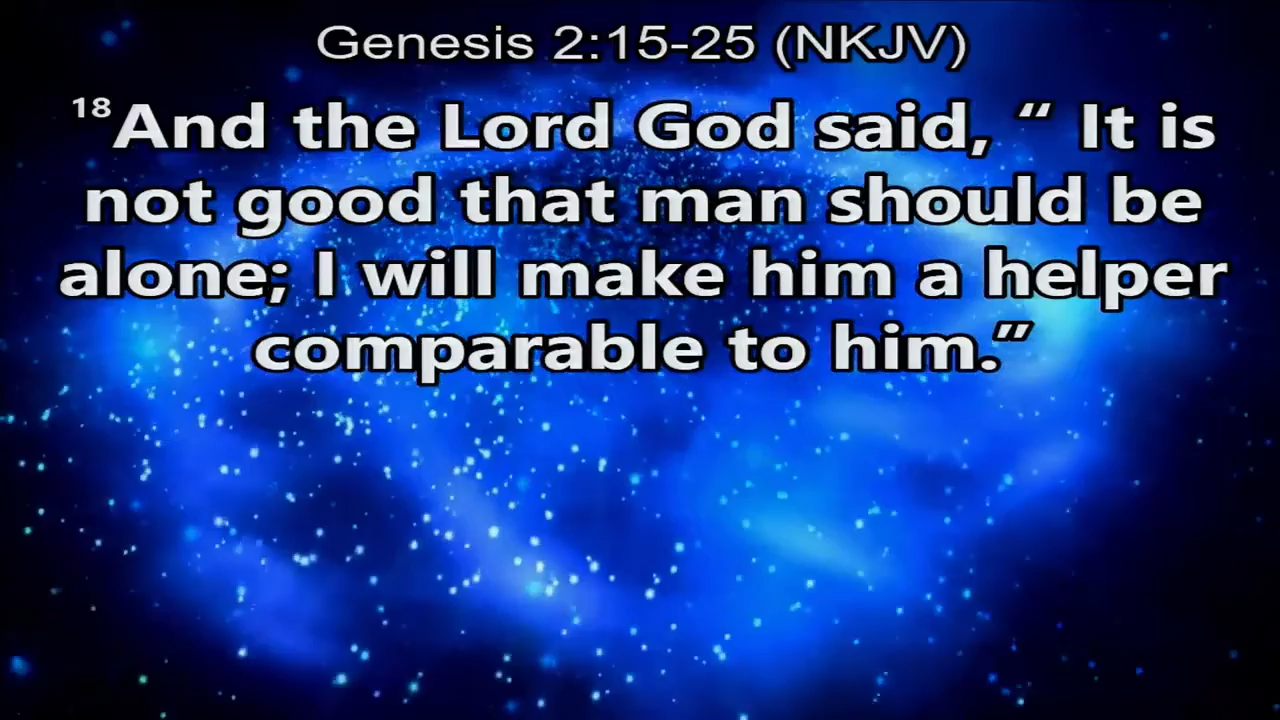 Genesis 2:15-25 (NKJV)
¹⁸And the Lord God said, “ It is
not good that man should be
alone; I will make him a helper
comparable to him.”